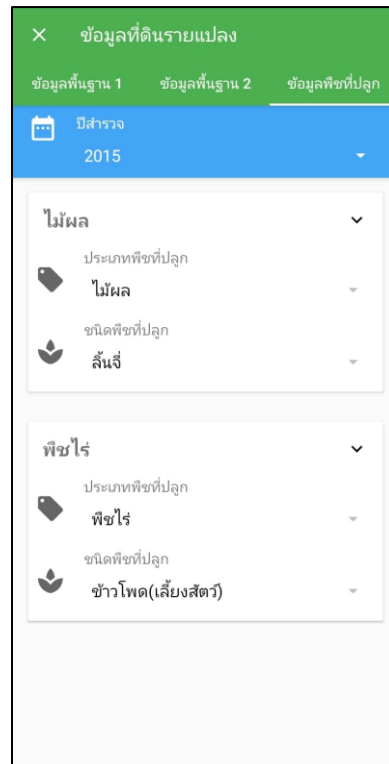 ข้อมูลที่ดินรายแปลง
ข้อมูลพื้นฐาน 1 ข้อมูลพื้นฐาน 2 ข้อมูลพืชที่ปลูก
ปีสำรวจ
2015
ไม้ผล
ประเภทพืชที่ปลูก
ไม้ผล
ชนิดพืชที่ปลูก
ลิ้นจี่
พืชไร่
ประเภทพืชที่ปลูก
พืชไร่
ชนิดพืชที่ปลูก
ข้าวโพด(เลี้ยงสัตว์)